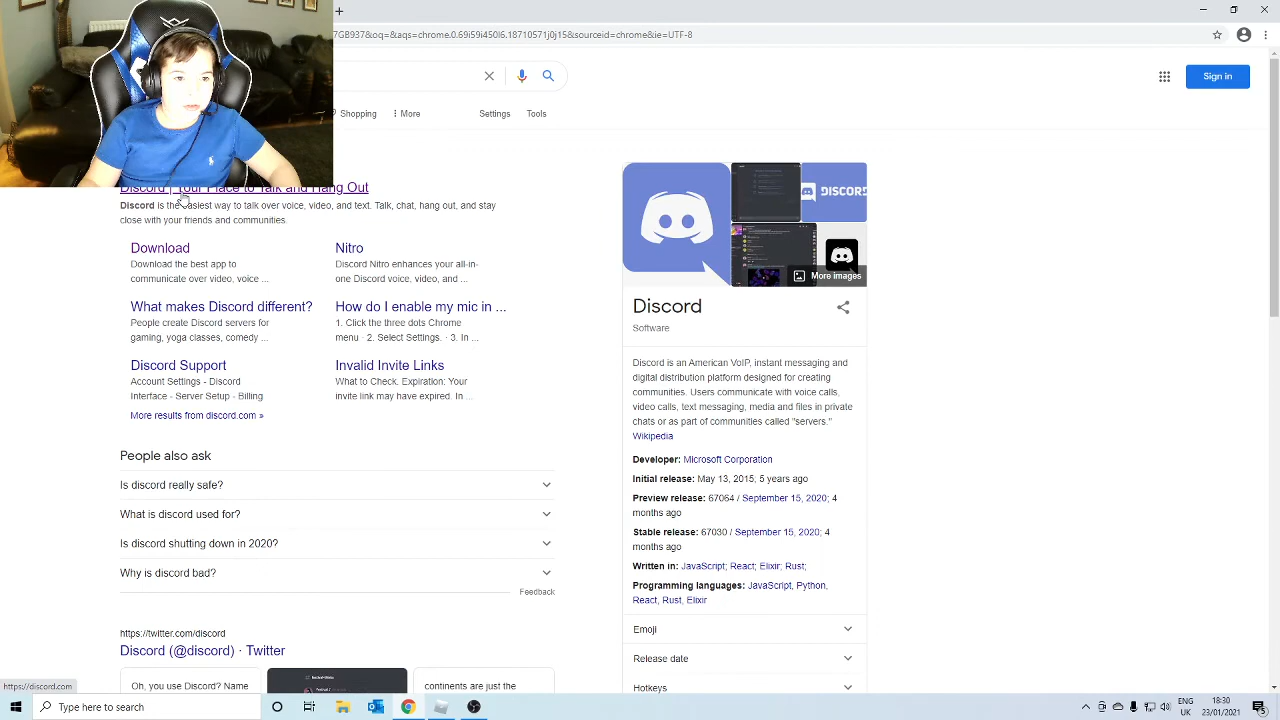 7GB937&oq=&aqs=chrome.0.69i59i450l6.18710571j0j15&sourceid=chrome&ie=UTF-8
Sign in
Shopping
More
Settings
Tools
Discord | Your Place to Talk and Hang Out
Discord is the easiest way to talk over voice, video, and text. Talk, chat, hang out, and stay
close with your friends and communities.
Download
Download the best app to
communicate over video, voice ...
Nitro
Discord Nitro enhances your all-in-
one Discord voice, video, and ...
What makes Discord different?
People create Discord servers for
gaming, yoga classes, comedy ...
How do I enable my mic in ...
1. Click the three dots Chrome
menu · 2. Select Settings. · 3. In ...
Discord Support
Account Settings - Discord
Interface - Server Setup - Billing
Invalid Invite Links
What to Check. Expiration: Your
invite link may have expired. In ...
More results from discord.com »
People also ask
Is discord really safe?
What is discord used for?
Is discord shutting down in 2020?
Why is discord bad?
Feedback
https://twitter.com/discord
Discord (@discord) · Twitter
you use Discord? Name
continents around the
DISCORD
More images
Discord
Software
Discord is an American VoIP, instant messaging and
digital distribution platform designed for creating
communities. Users communicate with voice calls,
video calls, text messaging, media and files in private
chats or as part of communities called "servers."
Wikipedia
Developer: Microsoft Corporation
Initial release: May 13, 2015; 5 years ago
Preview release: 67064 / September 15, 2020; 4
months ago
Stable release: 67030 / September 15, 2020; 4
months ago
Written in: JavaScript; React; Elixir; Rust;
Programming languages: JavaScript, Python,
React, Rust, Elixir
Emoji
Release date
https://discord.com
Type here to search
ENG
UK
18:30
23/01/2021